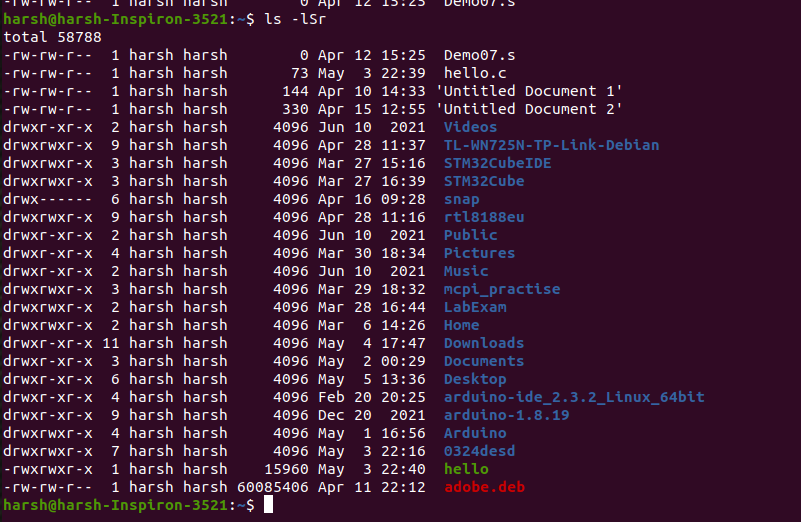 -rw-rw-r-- 1 harsh harsh 0 Apr 12 15:25 Demo07.s
harsh@harsh-Inspiron-3521:~$ ls -lSr
total 58788
-rw-rw-r-- 1 harsh harsh 0 Apr 12 15:25 Demo07.s
-rw-rw-r-- 1 harsh harsh 73 May 3 22:39 hello.c
-rw-rw-r-- 1 harsh harsh 144 Apr 10 14:33 'Untitled Document 1'
-rw-rw-r-- 1 harsh harsh 330 Apr 15 12:55 'Untitled Document 2'
drwxr-xr-x 2 harsh harsh 4096 Jun 10 2021 Videos
drwxrwxr-x 9 harsh harsh 4096 Apr 28 11:37 TL-WN725N-TP-Link-Debian
drwxrwxr-x 3 harsh harsh 4096 Mar 27 15:16 STM32CubeIDE
drwxrwxr-x 3 harsh harsh 4096 Mar 27 16:39 STM32Cube
drwx------ 6 harsh harsh 4096 Apr 16 09:28 snap
drwxrwxr-x 9 harsh harsh 4096 Apr 28 11:16 rtl8188eu
drwxr-xr-x 2 harsh harsh 4096 Jun 10 2021 Public
drwxr-xr-x 4 harsh harsh 4096 Mar 30 18:34 Pictures
drwxr-xr-x 2 harsh harsh 4096 Jun 10 2021 Music
drwxrwxr-x 3 harsh harsh 4096 Mar 29 18:32 mcpi_practise
drwxrwxr-x 2 harsh harsh 4096 Mar 28 16:44 LabExam
drwxrwxr-x 2 harsh harsh 4096 Mar 6 14:26 Home
drwxr-xr-x 11 harsh harsh 4096 May 4 17:47 Downloads
drwxr-xr-x 3 harsh harsh 4096 May 2 00:29 Documents
drwxr-xr-x 6 harsh harsh 4096 May 5 13:36 Desktop
drwxr-xr-x 4 harsh harsh 4096 Feb 20 20:25 arduino-ide_2.3.2_Linux_64bit
drwxr-xr-x 9 harsh harsh 4096 Dec 20 2021 arduino-1.8.19
drwxrwxr-x 4 harsh harsh 4096 May 1 16:56 Arduino
drwxrwxr-x 7 harsh harsh 4096 May 3 22:16 0324desd
-rwxrwxr-x 1 harsh harsh 15960 May 3 22:40 hello
-rw-rw-r-- 1 harsh harsh 60085406 Apr 11 22:12 adobe.deb
harsh@harsh-Inspiron-3521:~$